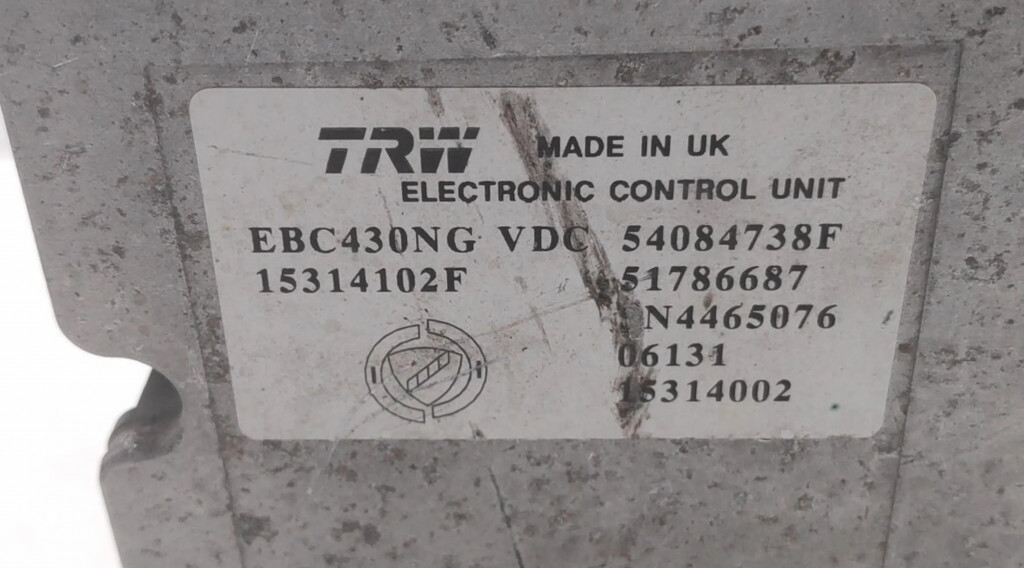 TRW MADE IN UK
ELECTRONIC CONTROL UNIT
EBC430NG VDC 54084738F
15314102F 51786687
N4465076
06131
15314002